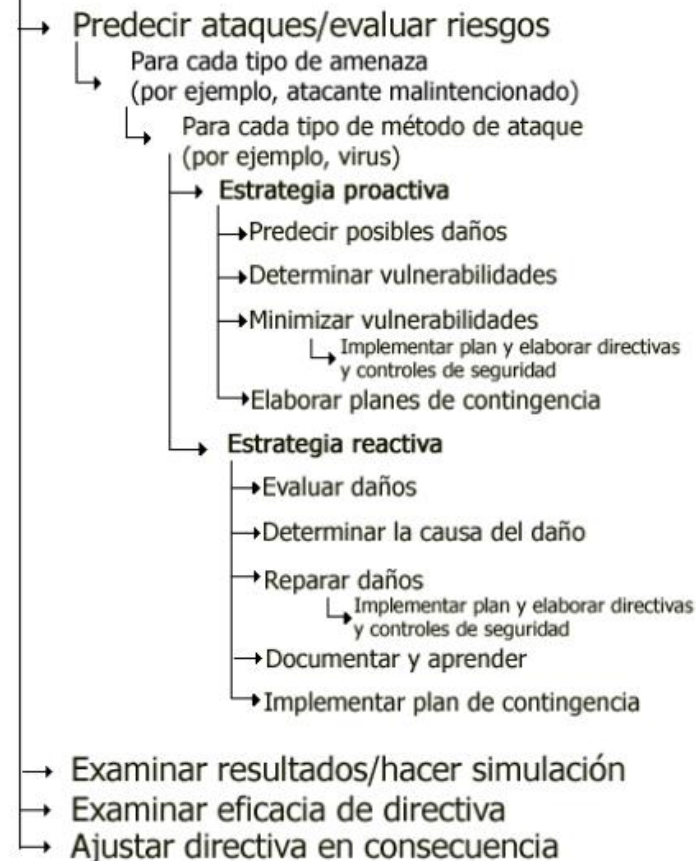 Predecir ataques/evaluar riesgos
Para cada tipo de amenaza
(por ejemplo, atacante malintencionado)
Para cada tipo de método de ataque
(por ejemplo, virus)
Estrategia proactiva
Predecir posibles daños
Determinar vulnerabilidades
Minimizar vulnerabilidades
Implementar plan y elaborar directivas
y controles de seguridad
Elaborar planes de contingencia
Estrategia reactiva
Evaluar daños
Determinar la causa del daño
Reparar daños
Implementar plan y elaborar directivas
y controles de seguridad
Documentar y aprender
Implementar plan de contingencia
Examinar resultados/hacer simulación
Examinar eficacia de directiva
Ajustar directiva en consecuencia